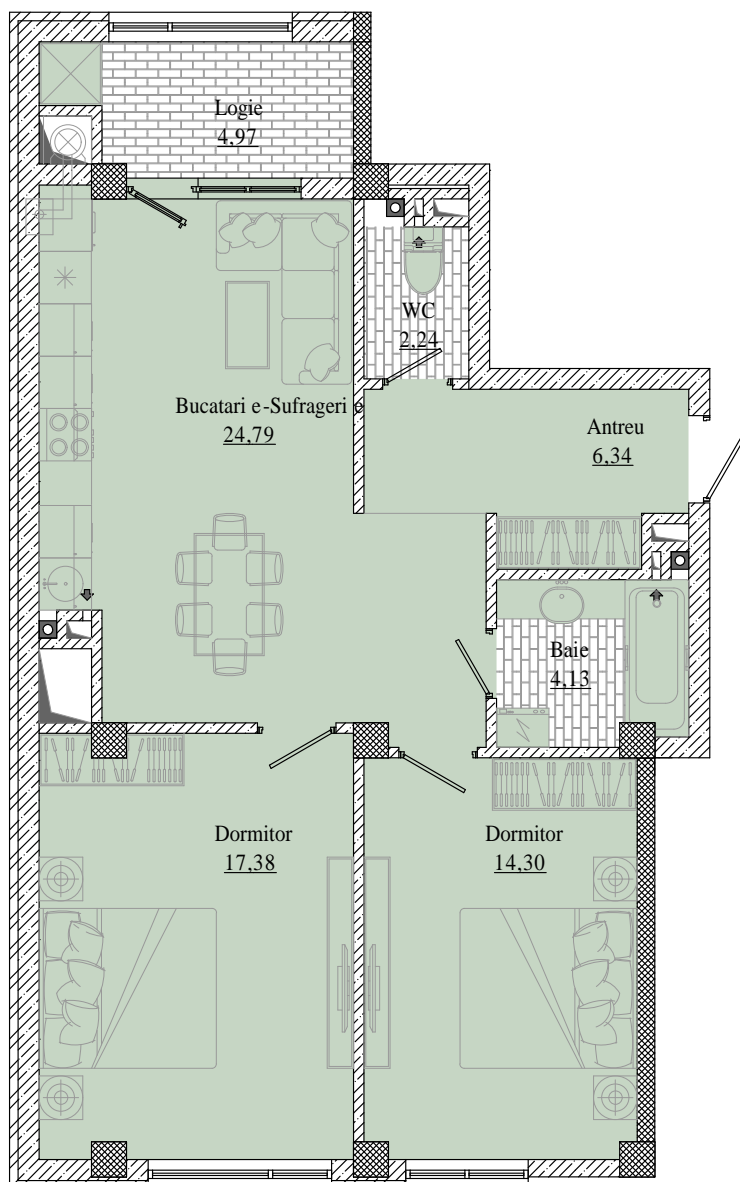 Logie
4,97
WC
2,24
Bucatari e-Sufrageri e
24,79
Antreu
6,34
Baie
4,13
Dormitor
17,38
Dormitor
14,30